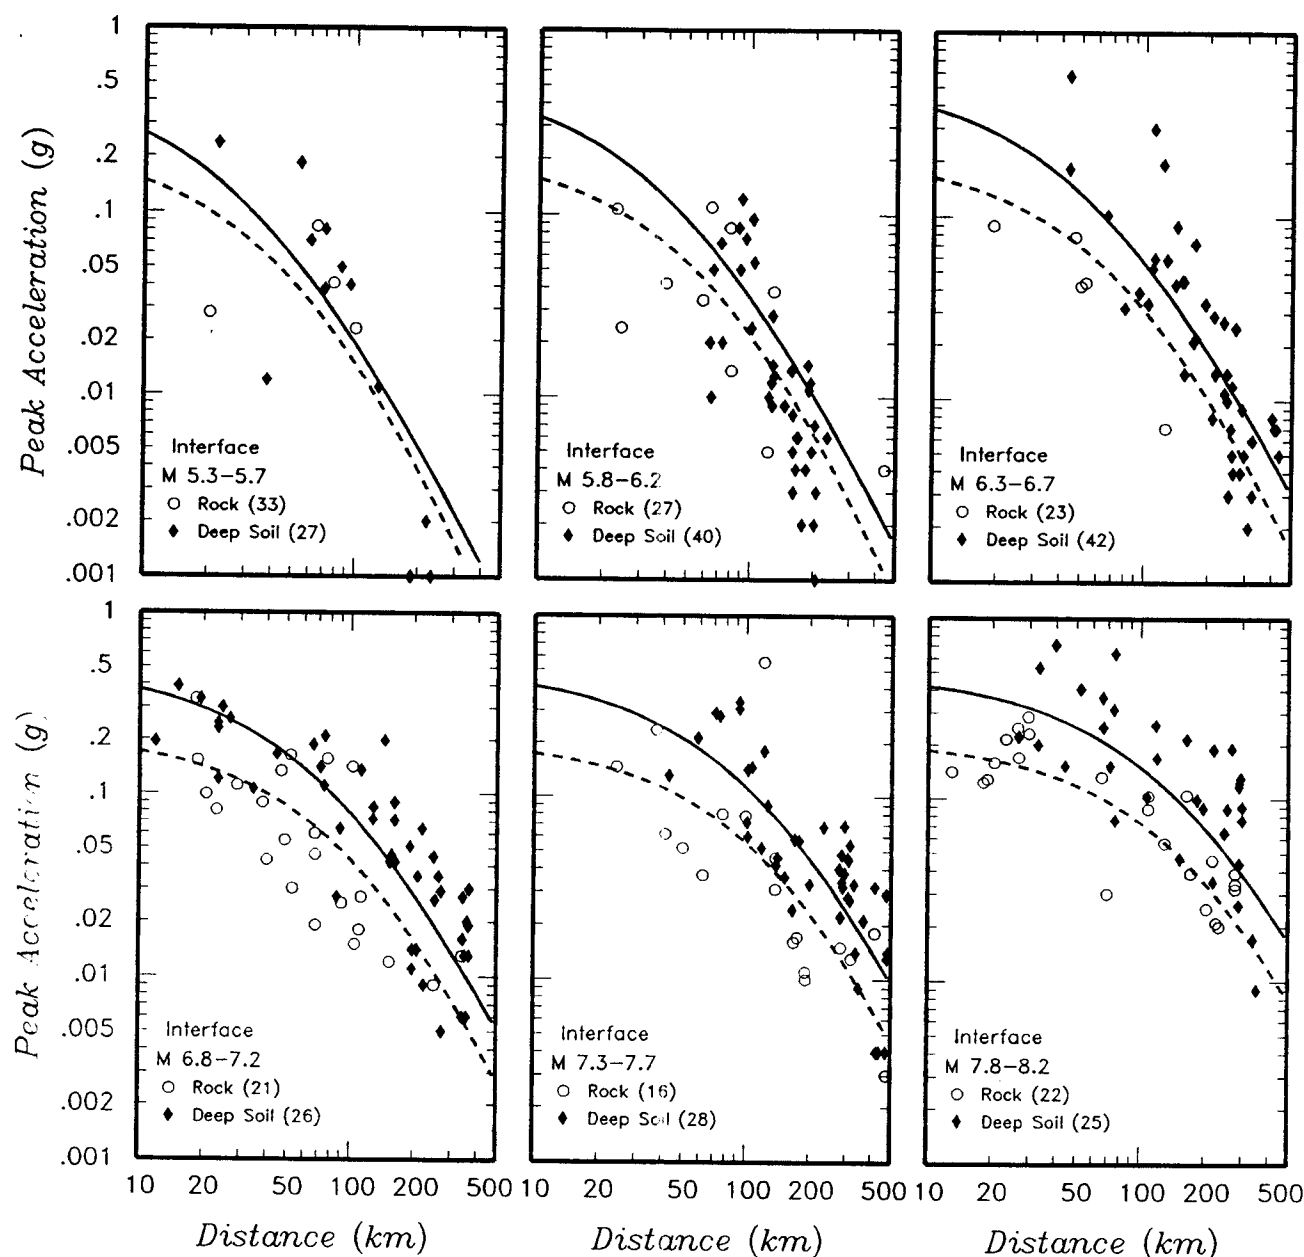 1
.5
.2
.1
.05
.02
.01
.005
.002
.001
Peak Acceleration (g)
Interface
M 5.3–5.7
Rock (33)
Deep Soil (27)
Interface
M 5.8–6.2
Rock (27)
Deep Soil (40)
Interface
M 6.3–6.7
Rock (23)
Deep Soil (42)
1
.5
.2
.1
.05
.02
.01
.005
.002
.001
Peak Acceleration (g)
Interface
M 6.8–7.2
Rock (21)
Deep Soil (26)
Interface
M 7.3–7.7
Rock (16)
Deep Soil (28)
Interface
M 7.8–8.2
Rock (22)
Deep Soil (25)
10 20 50 100 200 500
10 20 50 100 200 500
10 20 50 100 200 500
Distance (km)
Distance (km)
Distance (km)